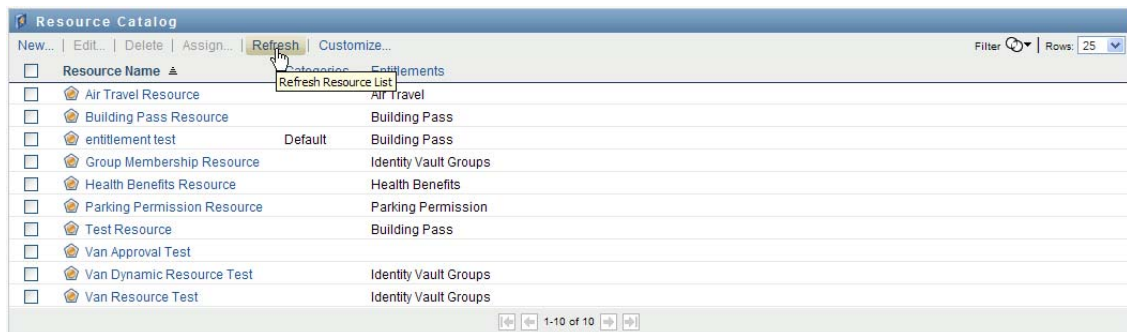 Resource Catalog
New... | Edit... | Delete | Assign... | Refresh | Customize... Filter Rows: 25
Resource Name Categories Entitlements
Refresh Resource List
Air Travel Resource Air Travel
Building Pass Resource Building Pass
entitlement test Default Building Pass
Group Membership Resource Identity Vault Groups
Health Benefits Resource Health Benefits
Parking Permission Resource Parking Permission
Test Resource Building Pass
Van Approval Test
Van Dynamic Resource Test Identity Vault Groups
Van Resource Test Identity Vault Groups
1-10 of 10